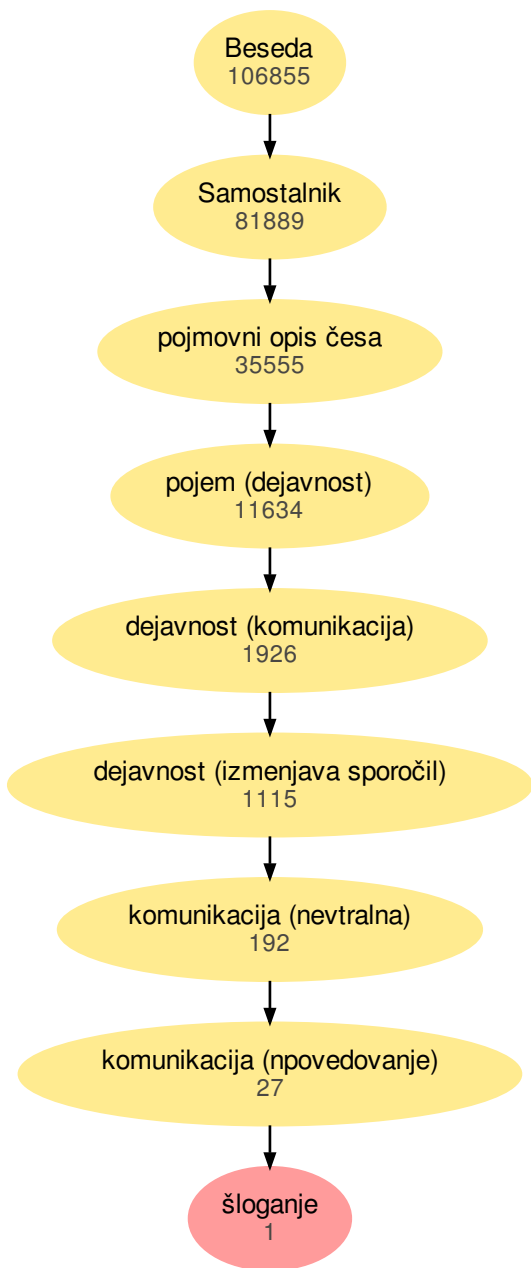 Beseda
106855
Samostalnik
81889
pojmovni opis česa
35555
pojem (dejavnost)
11634
dejavnost (komunikacija)
1926
dejavnost (izmenjava sporočil)
1115
komunikacija (nevtralna)
192
komunikacija (npovedovanje)
27
šloganje
1